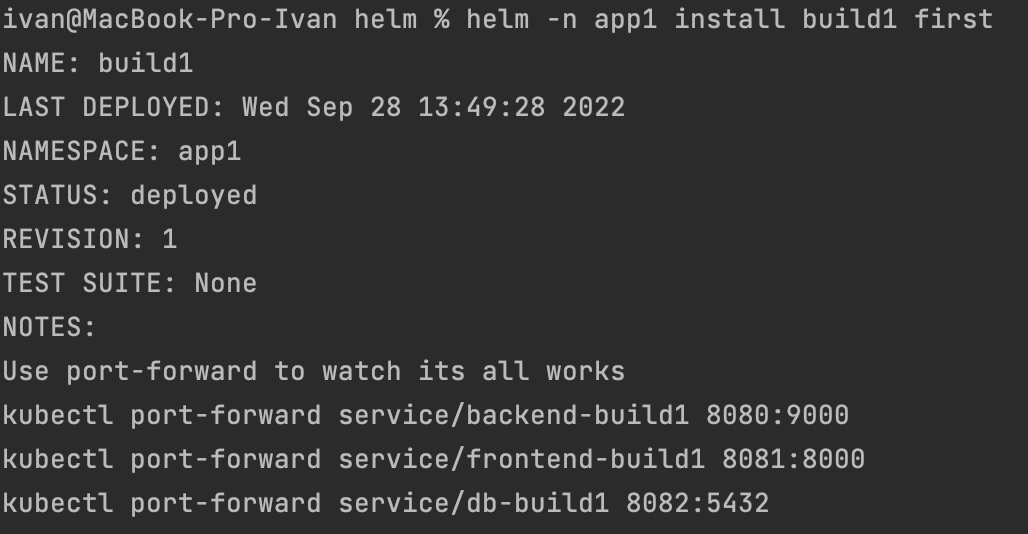 ivan@MacBook-Pro-Ivan helm % helm -n app1 install build1 first
NAME: build1
LAST DEPLOYED: Wed Sep 28 13:49:28 2022
NAMESPACE: app1
STATUS: deployed
REVISION: 1
TEST SUITE: None
NOTES:
Use port-forward to watch its all works
kubectl port-forward service/backend-build1 8080:9000
kubectl port-forward service/frontend-build1 8081:8000
kubectl port-forward service/db-build1 8082:5432